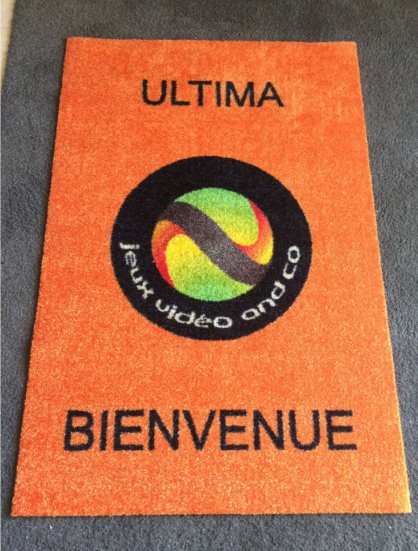 ULTIMA
jeux vidéo and co
BIENVENUE